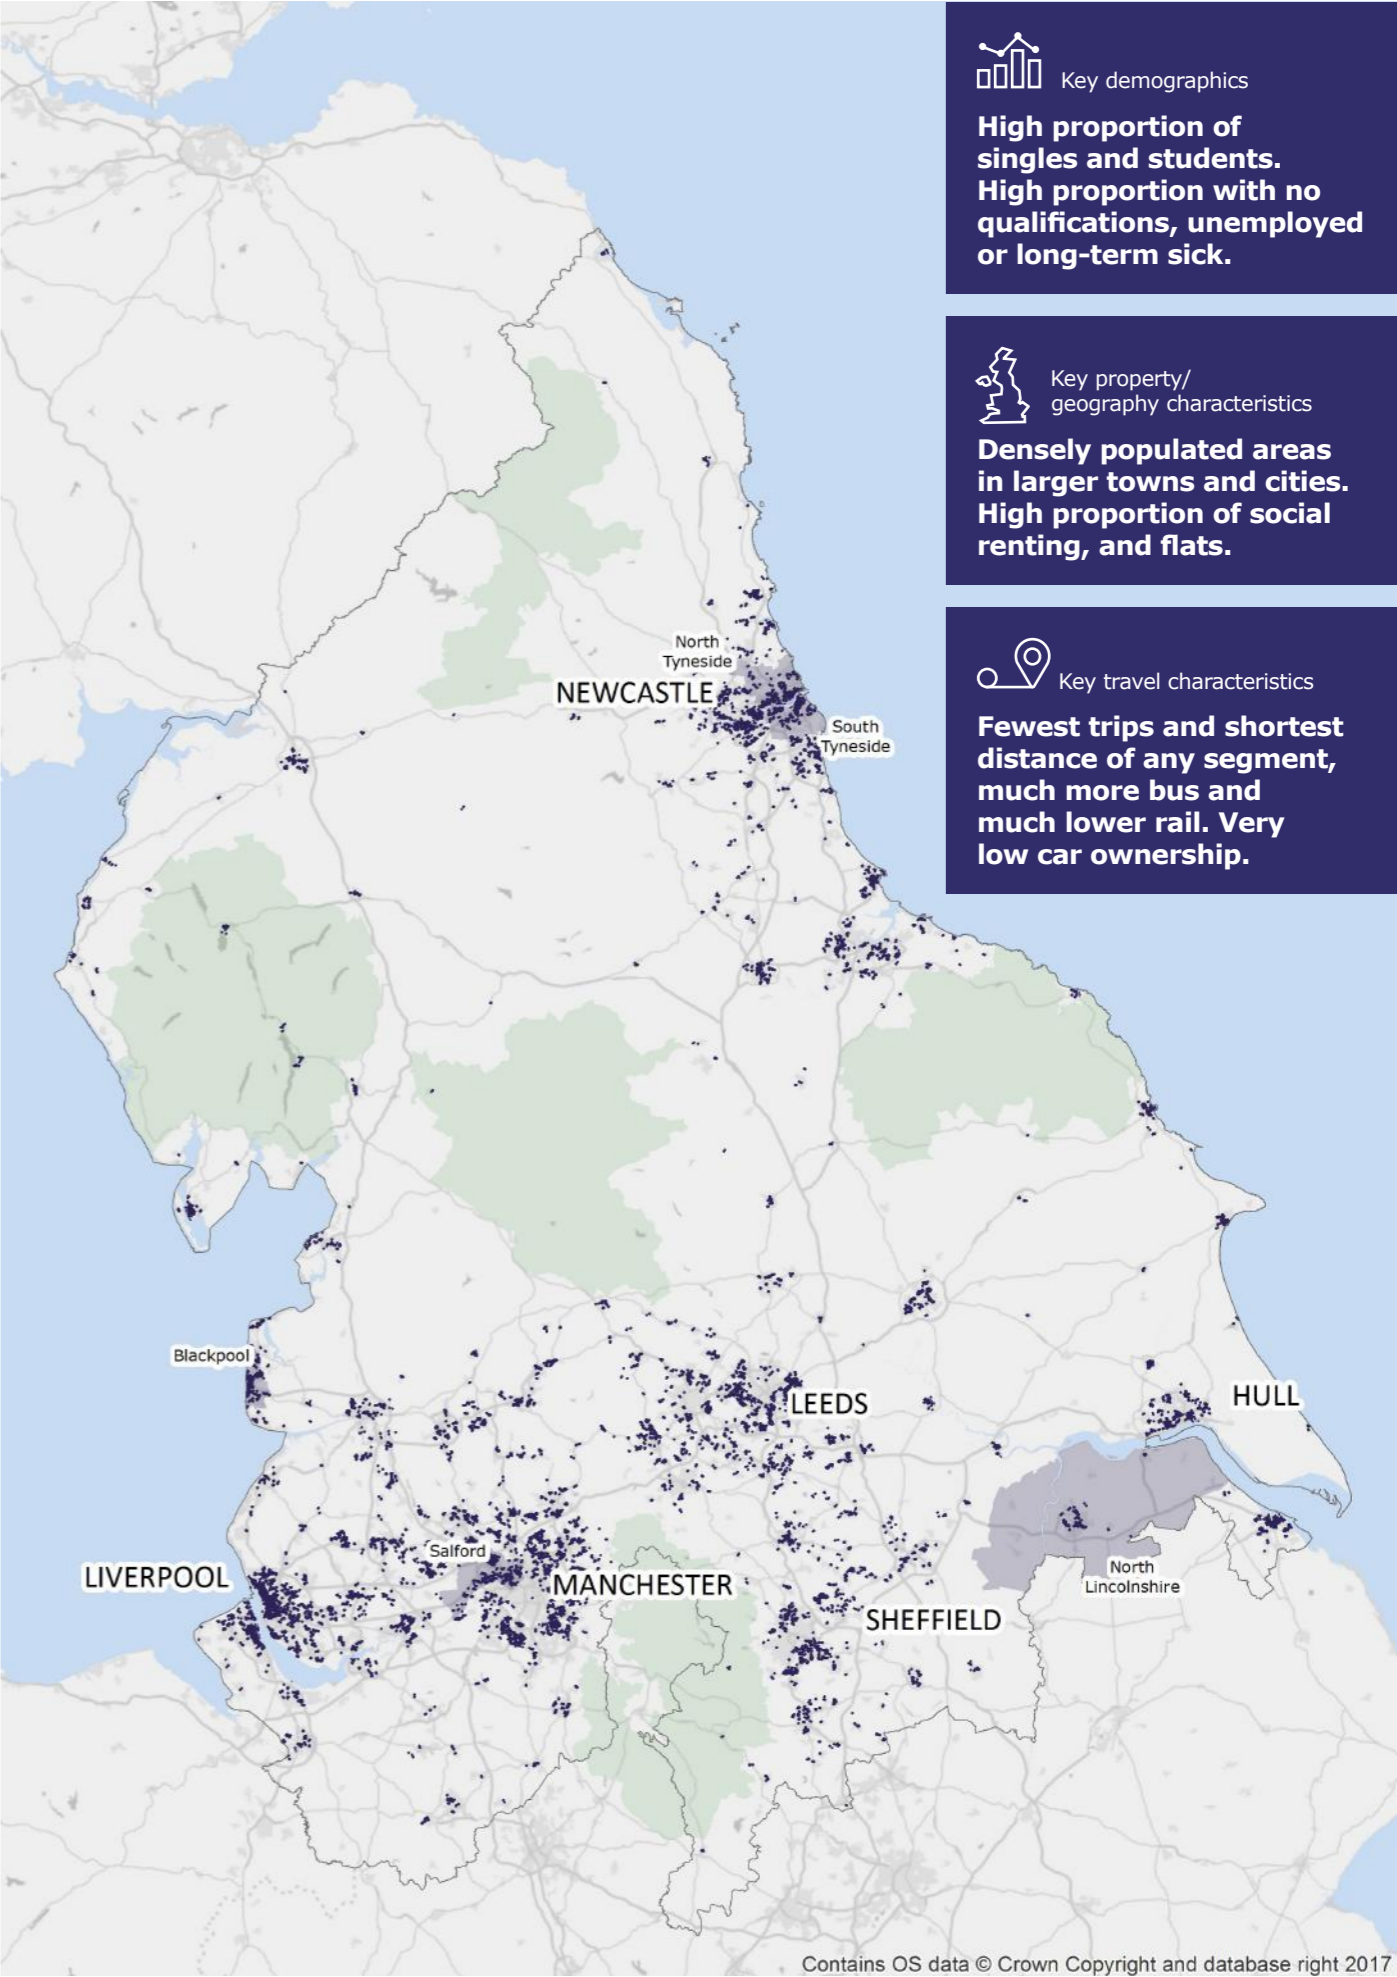 Key demographics
High proportion of
singles and students.
High proportion with no
qualifications, unemployed
or long-term sick.
Key property/
geography characteristics
Densely populated areas
in larger towns and cities.
High proportion of social
renting, and flats.
Key travel characteristics
Fewest trips and shortest
distance of any segment,
much more bus and
much lower rail. Very
low car ownership.
North
Tyneside
NEWCASTLE
South
Tyneside
Blackpool
LEEDS
HULL
Salford
LIVERPOOL
MANCHESTER
North
Lincolnshire
SHEFFIELD
Contains OS data © Crown Copyright and database right 2017